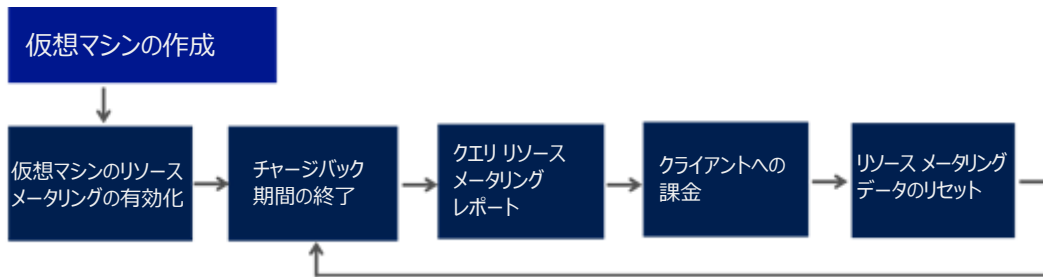 仮想マシンの作成
仮想マシンのリソース
メータリングの有効化
チャージバック
期間の終了
クエリ リソース
メータリング
レポート
クライアントへの
課金
リソース メータリング
データのリセット